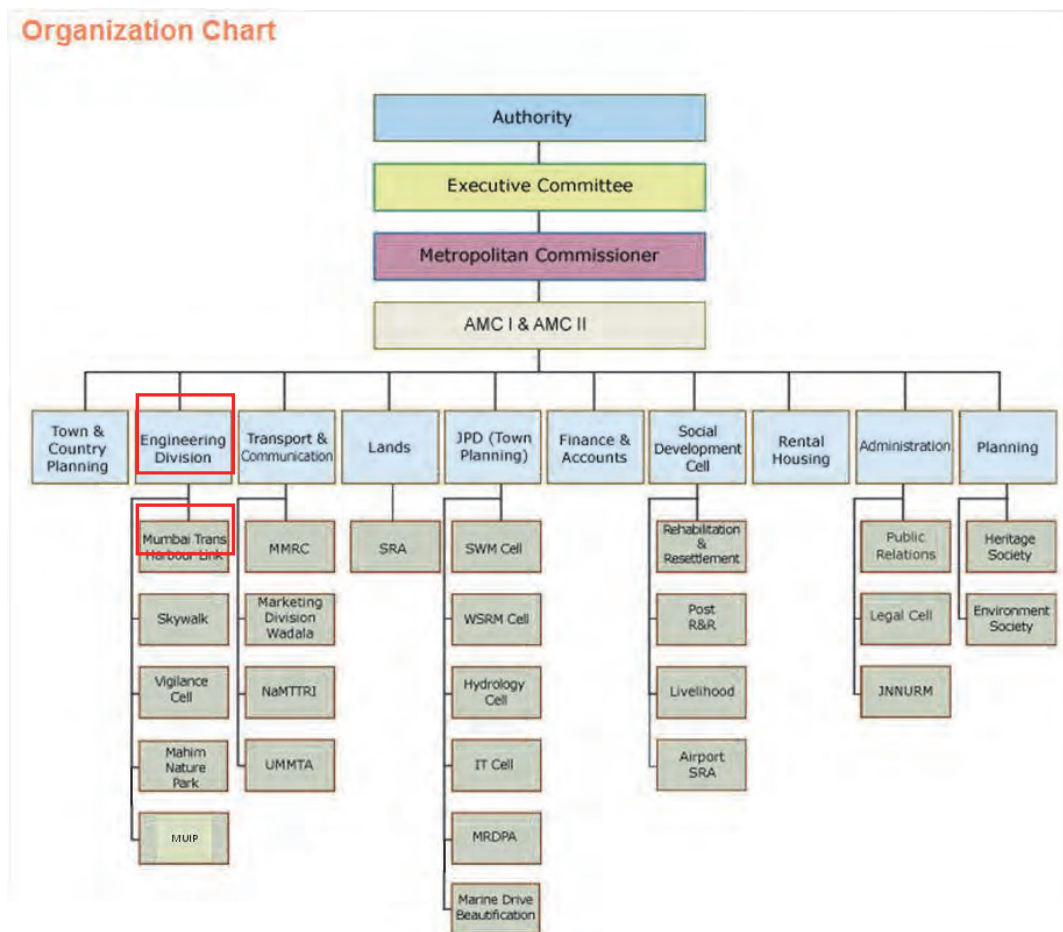 Organization Chart
Authority
Executive Committee
Metropolitan Commissioner
AMC I & AMC II
Town &
Country
Planning
Engineering
Division
Transport &
Communication
Lands
JPD (Town
Planning)
Finance &
Accounts
Social
Development
Cell
Rental
Housing
Administration
Planning
Mumbai Trans
Harbour Link
Skywalk
Vigilance
Cell
Mahim
Nature
Park
MUIP
MMRC
Marketing
Division
Wadala
NaMTTRI
UMMTA
SRA
SWM Cell
WSRM Cell
Hydrology
Cell
IT Cell
MRDPA
Marine Drive
Beautification
Rehabilitation
&
Resettlement
Post
R&R
Livelihood
Airport
SRA
Public
Relations
Legal Cell
JNNURM
Heritage
Society
Environment
Society